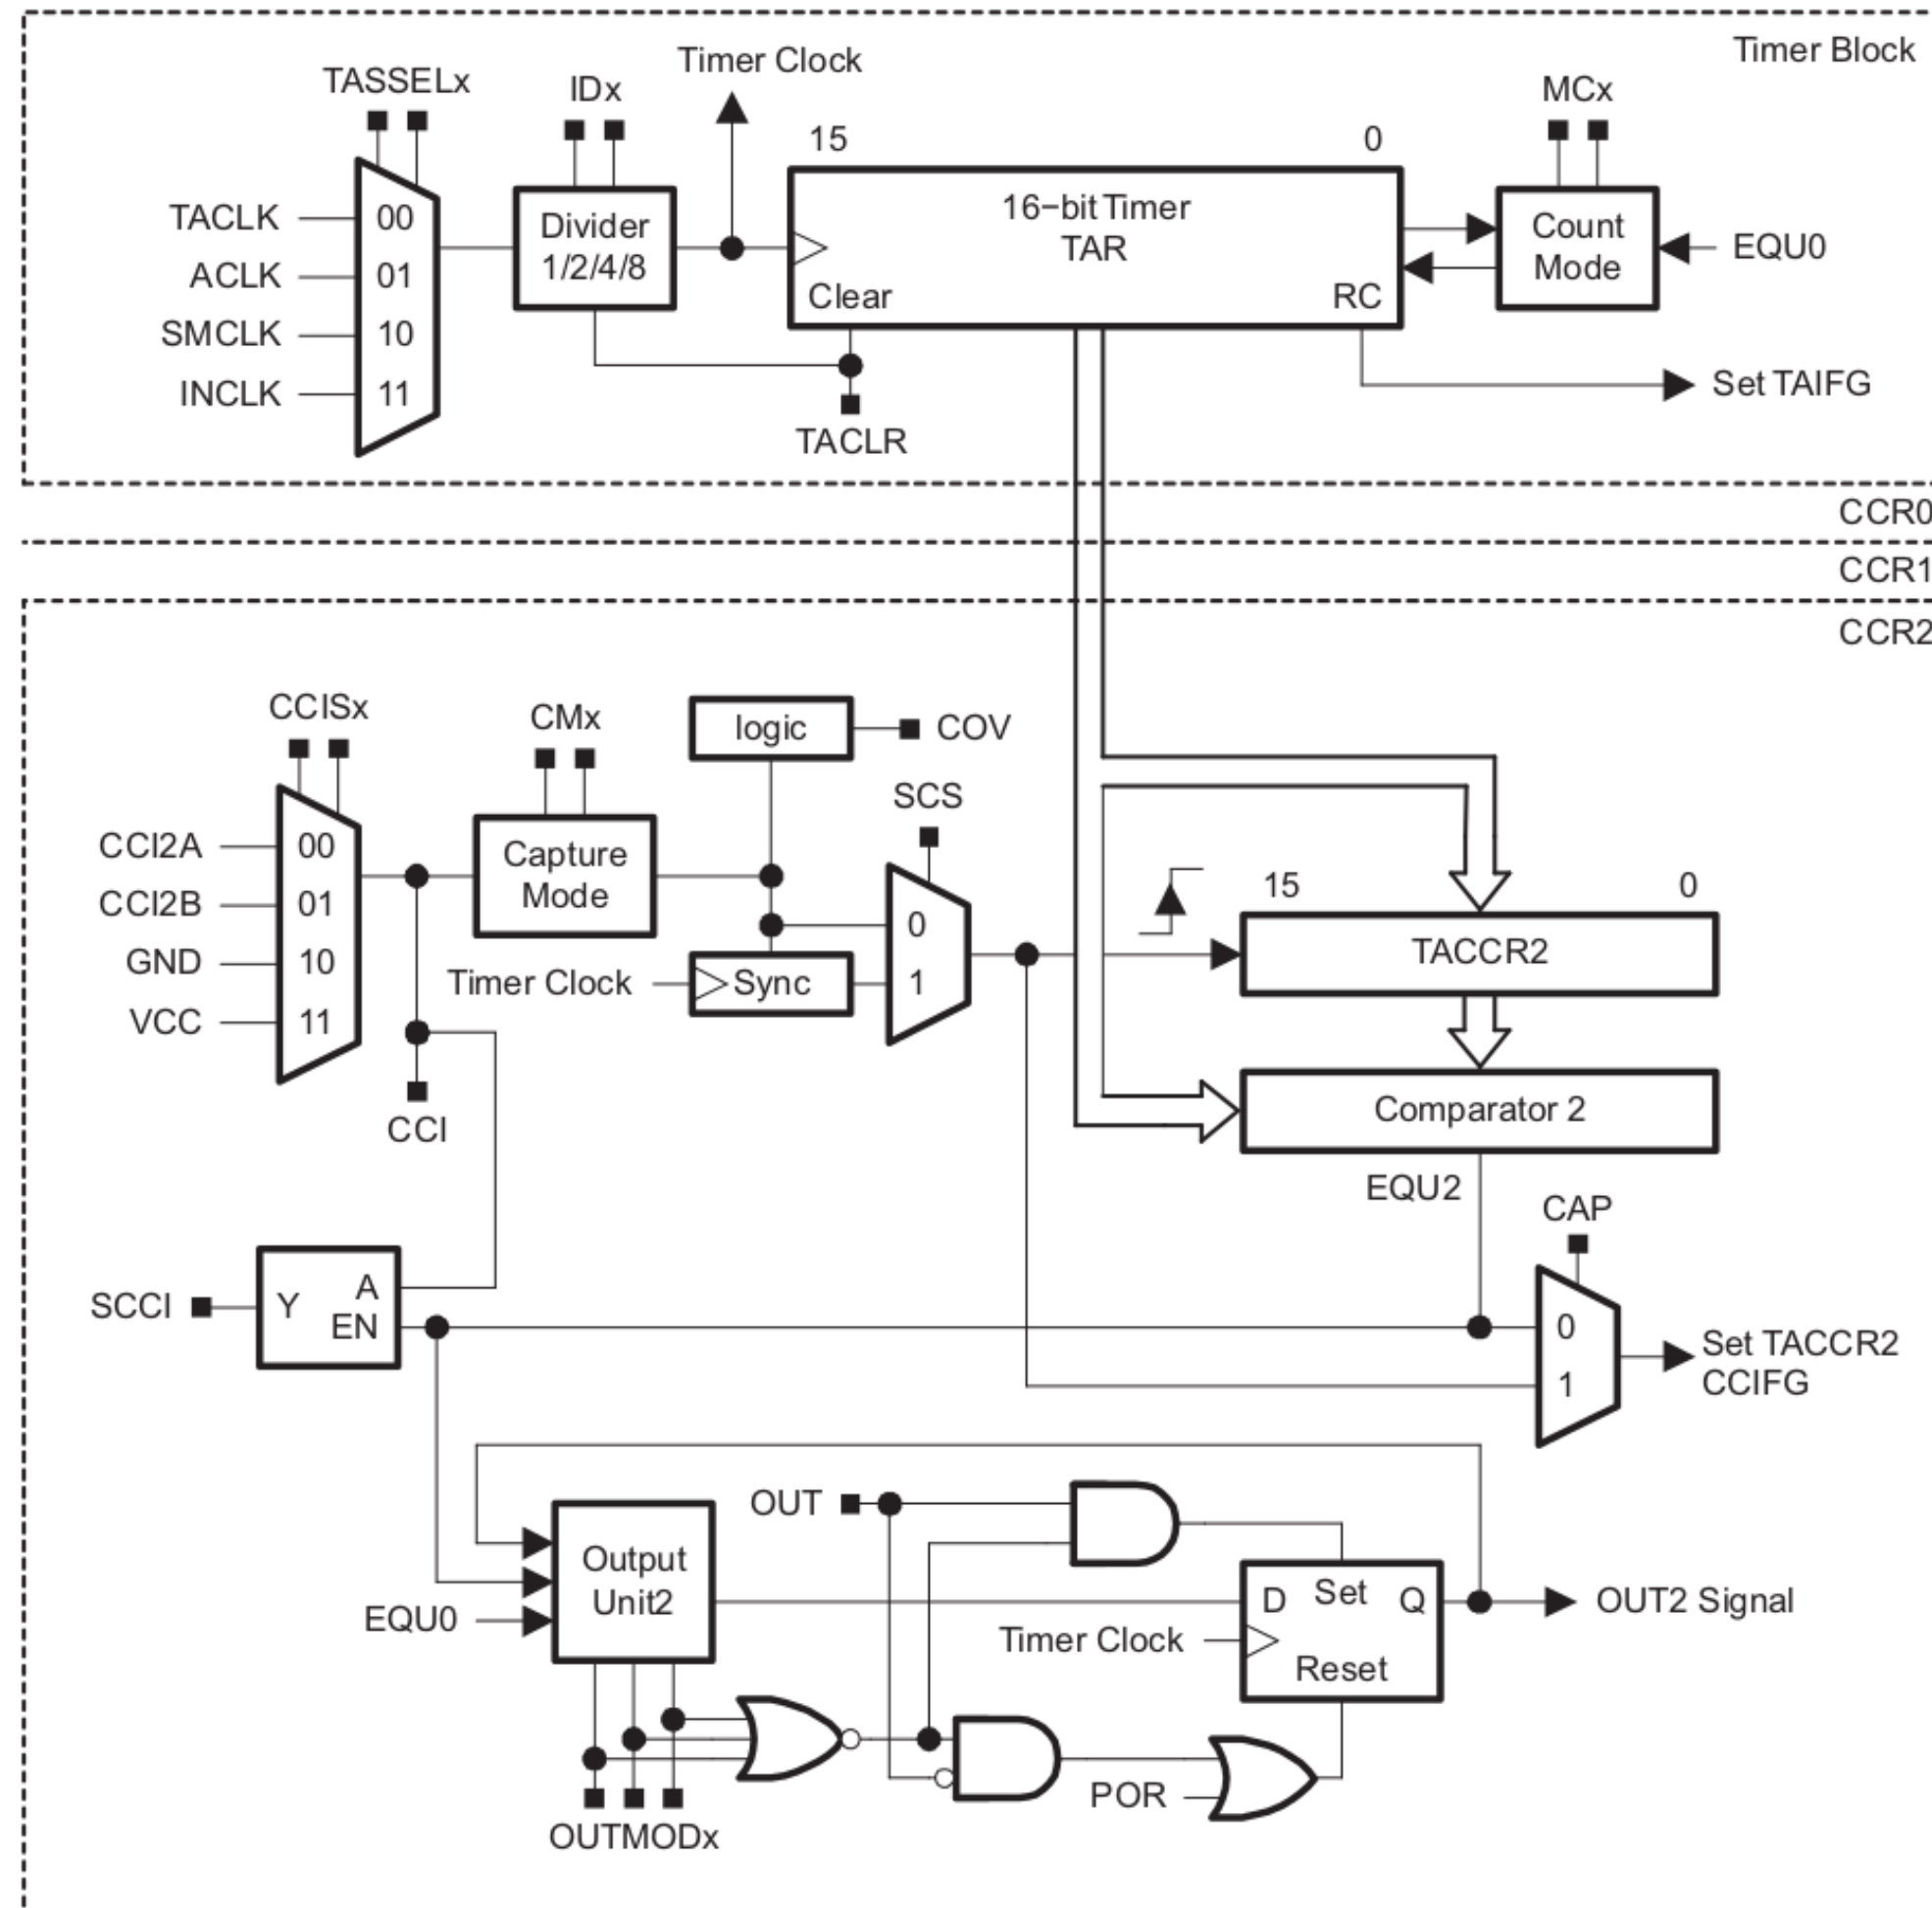 Timer Block
Timer Clock
TASSELx
IDx
MCx
15
0
TACLK
00
ACLK
01
SMCLK
10
INCLK
11
Divider
1/2/4/8
16−bit Timer
TAR
Clear
RC
Count
Mode
EQU0
Set TAIFG
TACLR
CCR0
CCR1
CCR2
CCISx
CMx
logic
COV
SCS
CCI2A
00
CCI2B
01
GND
10
VCC
11
Capture
Mode
0
1
Timer Clock
Sync
15
0
TACCR2
CCI
Comparator 2
EQU2
CAP
SCCI
Y
A
EN
0
1
Set TACCR2
CCIFG
OUT
Output
Unit2
EQU0
D
Set
Q
OUT2 Signal
Timer Clock
Reset
POR
OUTMODx